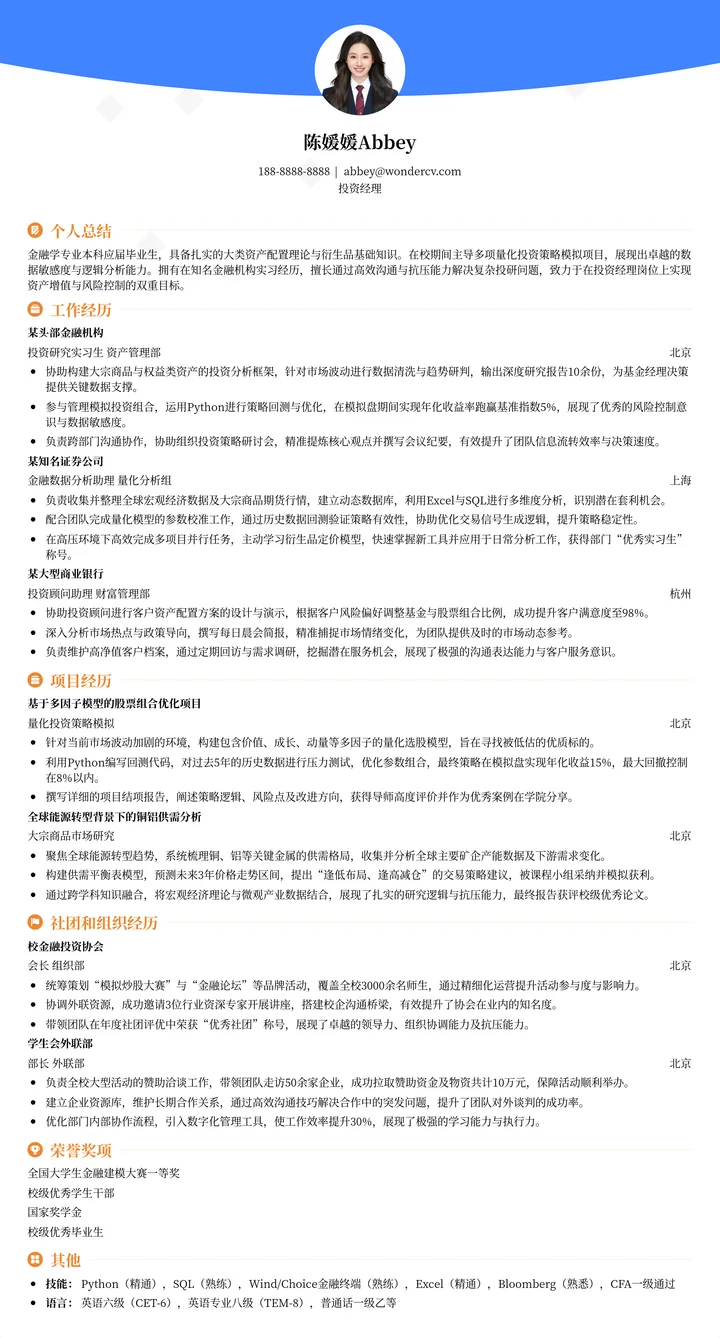 陈媛媛Abbey
188-8888-8888 | abbey@wondercv.com
投资经理
个人总结
金融学专业本科应届毕业生，具备扎实的大类资产配置理论与衍生品基础知识。在校期间主导多项量化投资策略模拟项目，展现出卓越的数
据敏感度与逻辑分析能力。拥有在知名金融机构实习经历，擅长通过高效沟通与抗压能力解决复杂投研问题，致力于在投资经理岗位上实现
资产增值与风险控制的双重目标。
工作经历
某头部金融机构
投资研究实习生 资产管理部 北京
• 协助构建大宗商品与权益类资产的投资分析框架，针对市场波动进行数据清洗与趋势研判，输出深度研究报告10余份，为基金经理决策
提供关键数据支撑。
• 参与管理模拟投资组合，运用Python进行策略回测与优化，在模拟盘期间实现年化收益率跑赢基准指数5%，展现了优秀的风险控制意
识与数据敏感度。
• 负责跨部门沟通协作，协助组织投资策略研讨会，精准提炼核心观点并撰写会议纪要，有效提升了团队信息流转效率与决策速度。
某知名证券公司
金融数据分析助理 量化分析组 上海
• 负责收集并整理全球宏观经济数据及大宗商品期货行情，建立动态数据库，利用Excel与SQL进行多维度分析，识别潜在套利机会。
• 配合团队完成量化模型的参数校准工作，通过历史数据回测验证策略有效性，协助优化交易信号生成逻辑，提升策略稳定性。
• 在高压环境下高效完成多项目并行任务，主动学习衍生品定价模型，快速掌握新工具并应用于日常分析工作，获得部门“优秀实习生”
称号。
某大型商业银行
投资顾问助理 财富管理部 杭州
• 协助投资顾问进行客户资产配置方案的设计与演示，根据客户风险偏好调整基金与股票组合比例，成功提升客户满意度至98%。
• 深入分析市场热点与政策导向，撰写每日晨会简报，精准捕捉市场情绪变化，为团队提供及时的市场动态参考。
• 负责维护高净值客户档案，通过定期回访与需求调研，挖掘潜在服务机会，展现了极强的沟通表达能力与客户服务意识。
项目经历
基于多因子模型的股票组合优化项目
量化投资策略模拟 北京
• 针对当前市场波动加剧的环境，构建包含价值、成长、动量等多因子的量化选股模型，旨在寻找被低估的优质标的。
• 利用Python编写回测代码，对过去5年的历史数据进行压力测试，优化参数组合，最终策略在模拟盘实现年化收益15%，最大回撤控制
在8%以内。
• 撰写详细的项目结项报告，阐述策略逻辑、风险点及改进方向，获得导师高度评价并作为优秀案例在学院分享。
全球能源转型背景下的铜铝供需分析
大宗商品市场研究 北京
• 聚焦全球能源转型趋势，系统梳理铜、铝等关键金属的供需格局，收集并分析全球主要矿企产能数据及下游需求变化。
• 构建供需平衡表模型，预测未来3年价格走势区间，提出“逢低布局、逢高减仓”的交易策略建议，被课程小组采纳并模拟获利。
• 通过跨学科知识融合，将宏观经济理论与微观产业数据结合，展现了扎实的研究逻辑与抗压能力，最终报告获评校级优秀论文。
社团和组织经历
校金融投资协会
会长 组织部 北京
• 统筹策划“模拟炒股大赛”与“金融论坛”等品牌活动，覆盖全校3000余名师生，通过精细化运营提升活动参与度与影响力。
• 协调外联资源，成功邀请3位行业资深专家开展讲座，搭建校企沟通桥梁，有效提升了协会在业内的知名度。
• 带领团队在年度社团评优中荣获“优秀社团”称号，展现了卓越的领导力、组织协调能力及抗压能力。
学生会外联部
部长 外联部 北京
• 负责全校大型活动的赞助洽谈工作，带领团队走访50余家企业，成功拉取赞助资金及物资共计10万元，保障活动顺利举办。
• 建立企业资源库，维护长期合作关系，通过高效沟通技巧解决合作中的突发问题，提升了团队对外谈判的成功率。
• 优化部门内部协作流程，引入数字化管理工具，使工作效率提升30%，展现了极强的学习能力与执行力。
荣誉奖项
全国大学生金融建模大赛一等奖
校级优秀学生干部
国家奖学金
校级优秀毕业生
其他
• 技能： Python（精通），SQL（熟练），Wind/Choice金融终端（熟练），Excel（精通），Bloomberg（熟悉），CFA一级通过
• 语言： 英语六级（CET-6），英语专业八级（TEM-8），普通话一级乙等